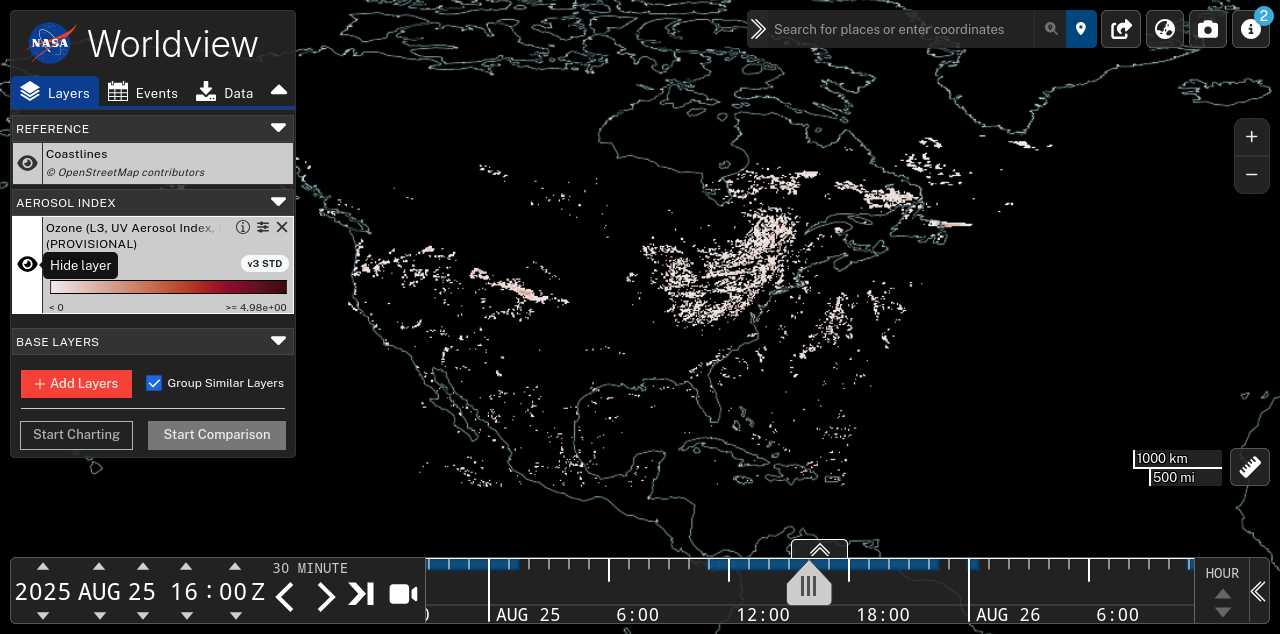 NASA Worldview
Layers Events Data
REFERENCE
Coastlines
© OpenStreetMap contributors
AEROSOL INDEX
Ozone (L3, UV Aerosol Index,
(PROVISIONAL)
Hide layer
v3 STD
< 0 >= 4.98e+00
BASE LAYERS
+ Add Layers Group Similar Layers
Start Charting Start Comparison
Search for places or enter coordinates
2
+
−
1000 km
500 mi
2025 AUG 25 16:00 Z
30 MINUTE
AUG 25 6:00 12:00 18:00 AUG 26 6:00
HOUR